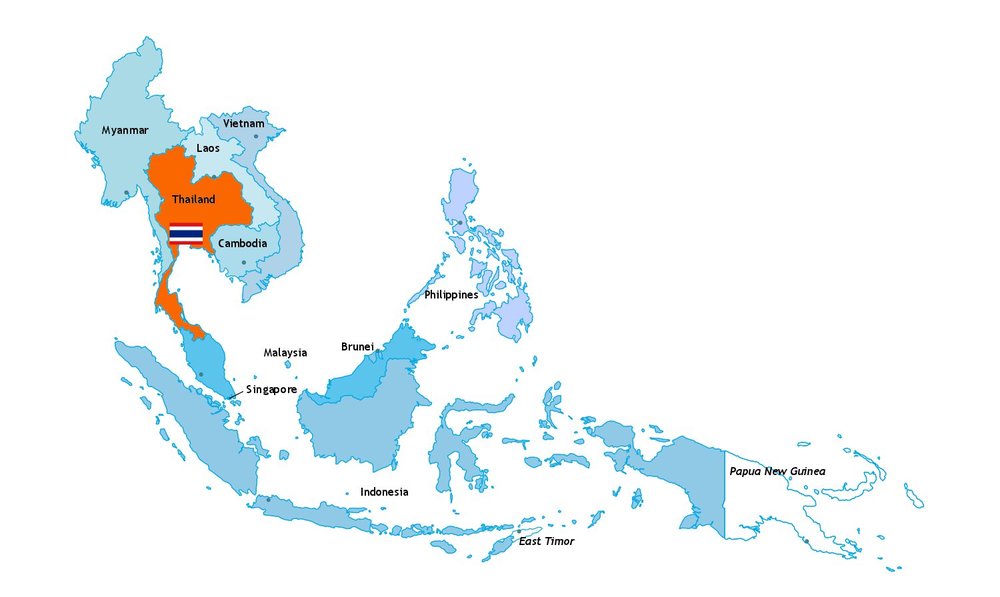 Vietnam
Myanmar
Laos
Thailand
Cambodia
Philippines
Brunei
Malaysia
Singapore
Papua New Guinea
Indonesia
East Timor